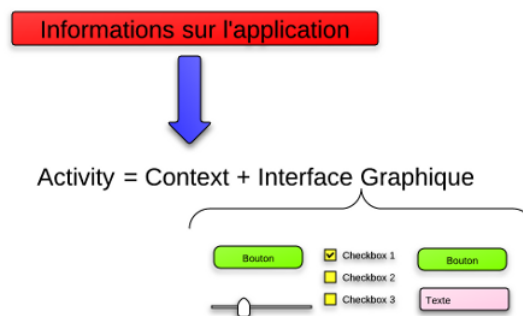 Informations sur l'application
Activity = Context + Interface Graphique
Bouton
Checkbox 1
Bouton
Checkbox 2
Checkbox 3
Texte